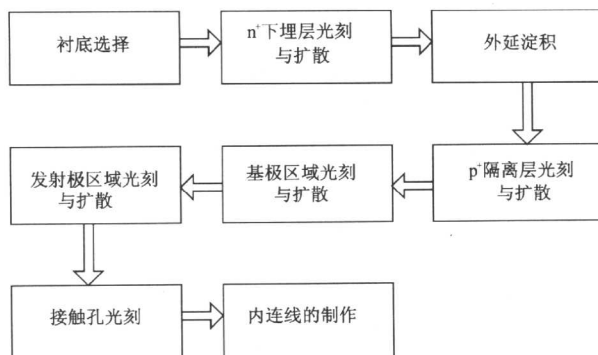 衬底选择
n⁺下埋层光刻
与扩散
外延淀积
p⁺隔离层光刻
与扩散
基极区域光刻
与扩散
发射极区域光刻
与扩散
接触孔光刻
内连线的制作